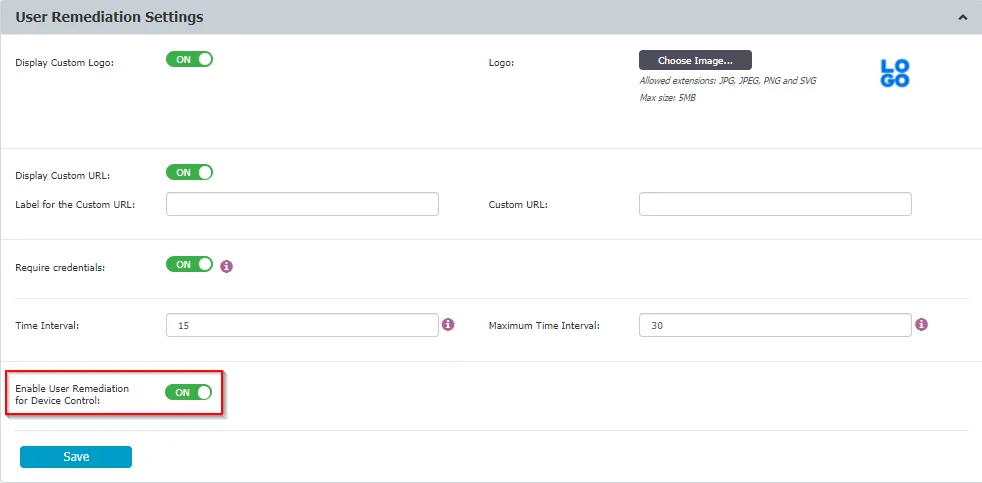 User Remediation Settings
Display Custom Logo:
ON
Logo:
Choose Image...
Allowed extensions: JPG, JPEG, PNG and SVG
Max size: 5MB
LO
GO
Display Custom URL:
ON
Label for the Custom URL:
Custom URL:
Require credentials:
ON
i
Time Interval:
15
i
Maximum Time Interval:
30
i
Enable User Remediation
for Device Control:
ON
Save